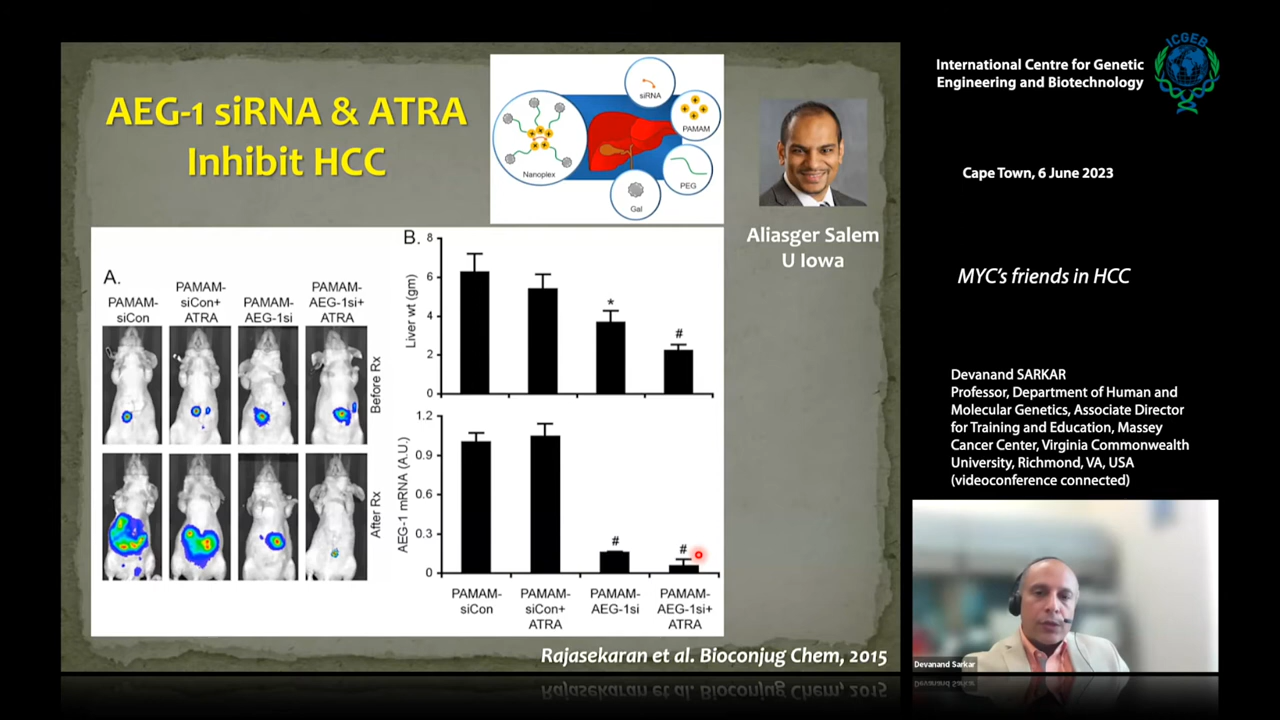 AEG-1 siRNA & ATRA
Inhibit HCC
siRNA
PAMAM
Nanoplex
PEG
Gal
Aliasger Salem
U Iowa
A.
PAMAM-
siCon
PAMAM-
siCon+
ATRA
PAMAM-
AEG-1si
PAMAM-
AEG-1si+
ATRA
Before Rx
After Rx
B.
Liver wt (gm)
8
6
4
2
0
*
#
AEG-1 mRNA (A.U.)
1.2
0.9
0.6
0.3
0
#
#
PAMAM-
siCon
PAMAM-
siCon+
ATRA
PAMAM-
AEG-1si
PAMAM-
AEG-1si+
ATRA
Rajasekaran et al. Bioconjug Chem, 2015
International Centre for Genetic
Engineering and Biotechnology
ICGEB
Cape Town, 6 June 2023
MYC's friends in HCC
Devanand SARKAR
Professor, Department of Human and
Molecular Genetics, Associate Director
for Training and Education, Massey
Cancer Center, Virginia Commonwealth
University, Richmond, VA, USA
(videoconference connected)
Devanand Sarkar